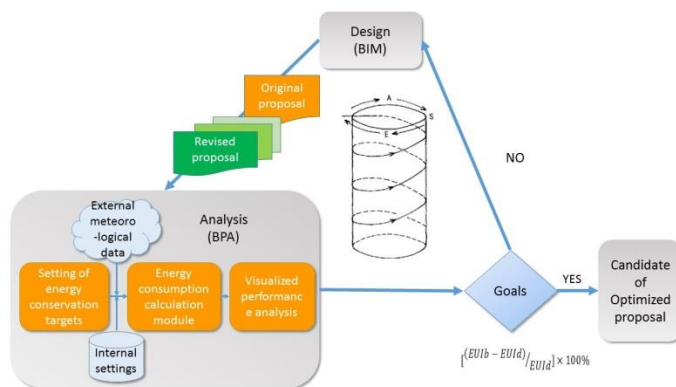 Design
(BIM)
Original
proposal
Revised
proposal
A
S
E
NO
External
meteoro
-logical
data
Analysis
(BPA)
Setting of
energy
conservation
targets
Energy
consumption
calculation
module
Visualized
performanc
e analysis
Internal
settings
Goals
YES
Candidate
of
Optimized
proposal
[(EUIb − EUId)/EUId] × 100%